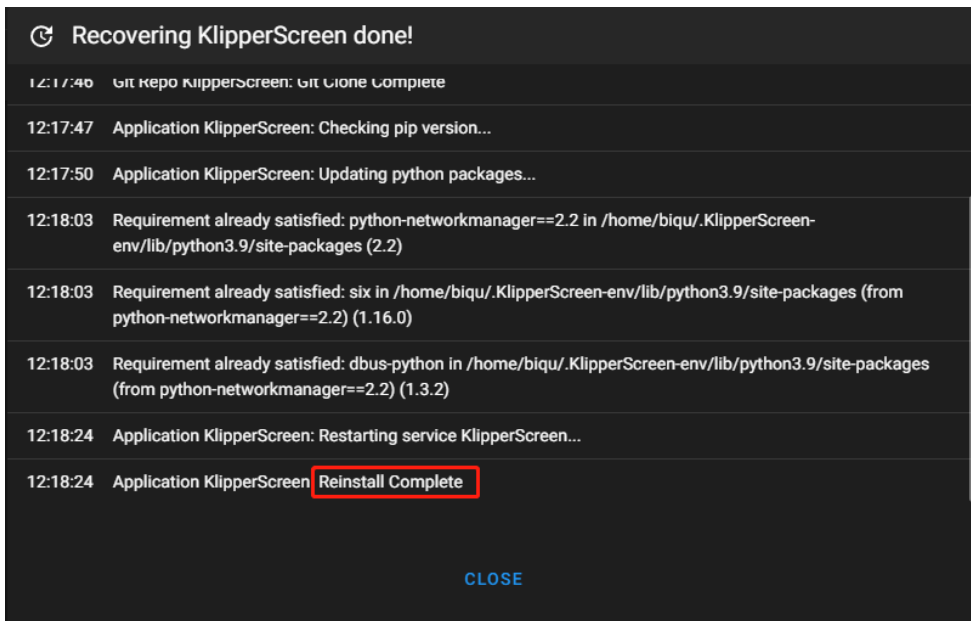 Recovering KlipperScreen done!
12:17:46 Git Repo KlipperScreen: Git Clone Complete
12:17:47 Application KlipperScreen: Checking pip version...
12:17:50 Application KlipperScreen: Updating python packages...
12:18:03 Requirement already satisfied: python-networkmanager==2.2 in /home/biqu/.KlipperScreen-
env/lib/python3.9/site-packages (2.2)
12:18:03 Requirement already satisfied: six in /home/biqu/.KlipperScreen-env/lib/python3.9/site-packages (from
python-networkmanager==2.2) (1.16.0)
12:18:03 Requirement already satisfied: dbus-python in /home/biqu/.KlipperScreen-env/lib/python3.9/site-packages
(from python-networkmanager==2.2) (1.3.2)
12:18:24 Application KlipperScreen: Restarting service KlipperScreen...
12:18:24 Application KlipperScreen: Reinstall Complete
CLOSE